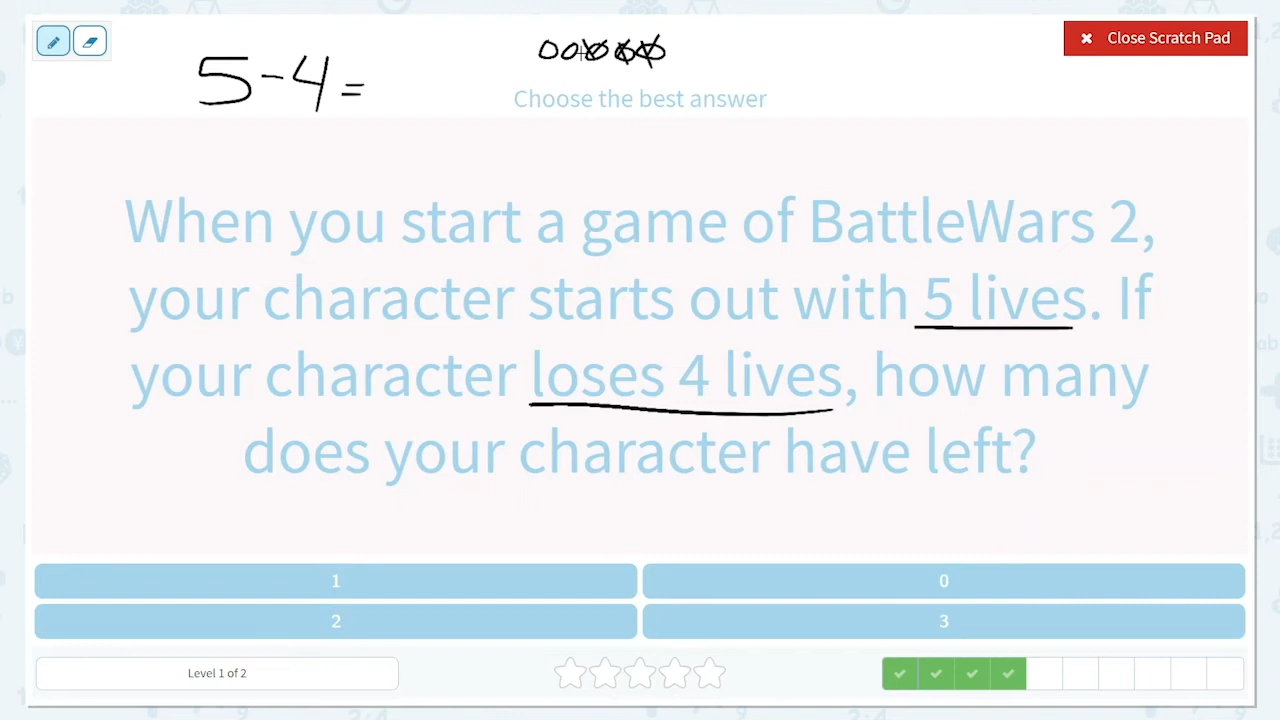 Close Scratch Pad
5-4=
Choose the best answer
When you start a game of BattleWars 2,
your character starts out with 5 lives. If
your character loses 4 lives, how many
does your character have left?
1
0
2
3
Level 1 of 2